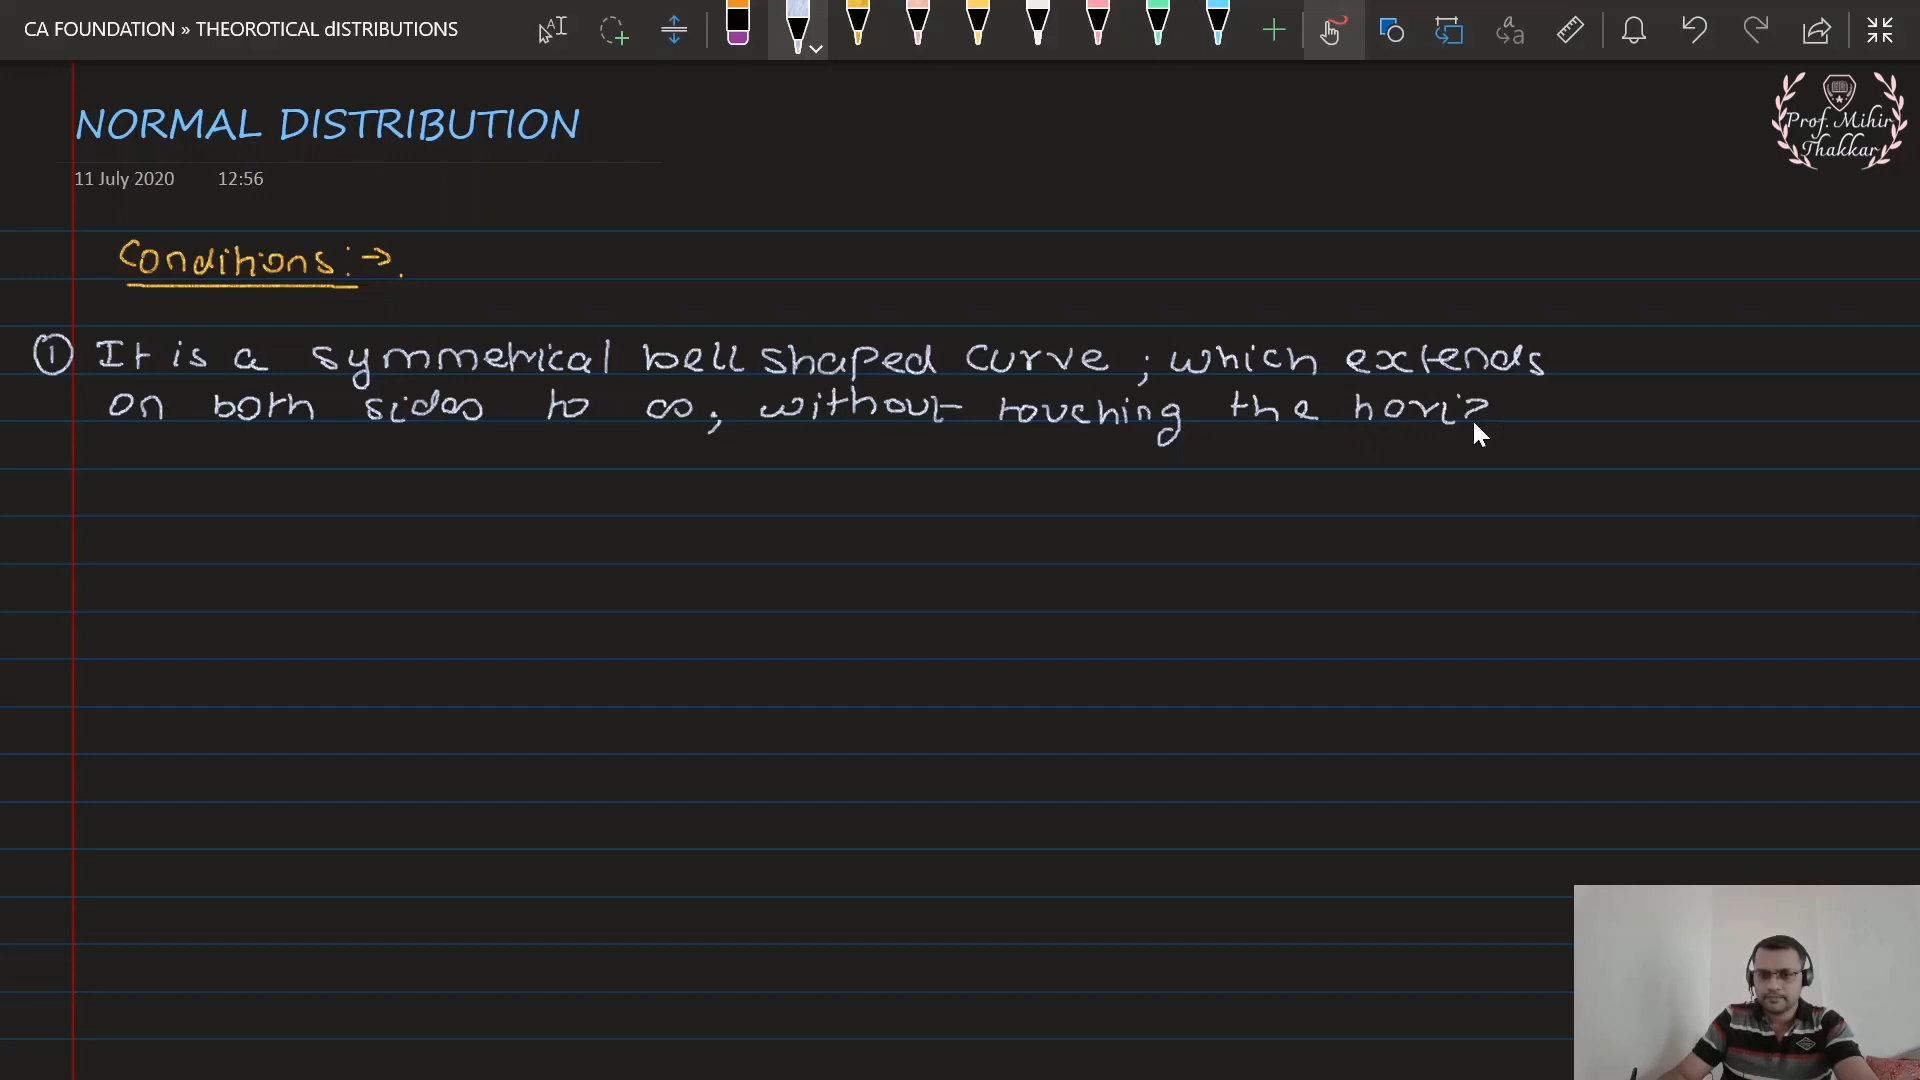 CA FOUNDATION » THEOROTICAL dISTRIBUTIONS
Prof. Mihir
Thakkar
NORMAL DISTRIBUTION
11 July 2020 12:56
Conditions :→.
① It is a symmetrical bell shaped curve ; which extends
on both sides to ∞, without touching the horiz